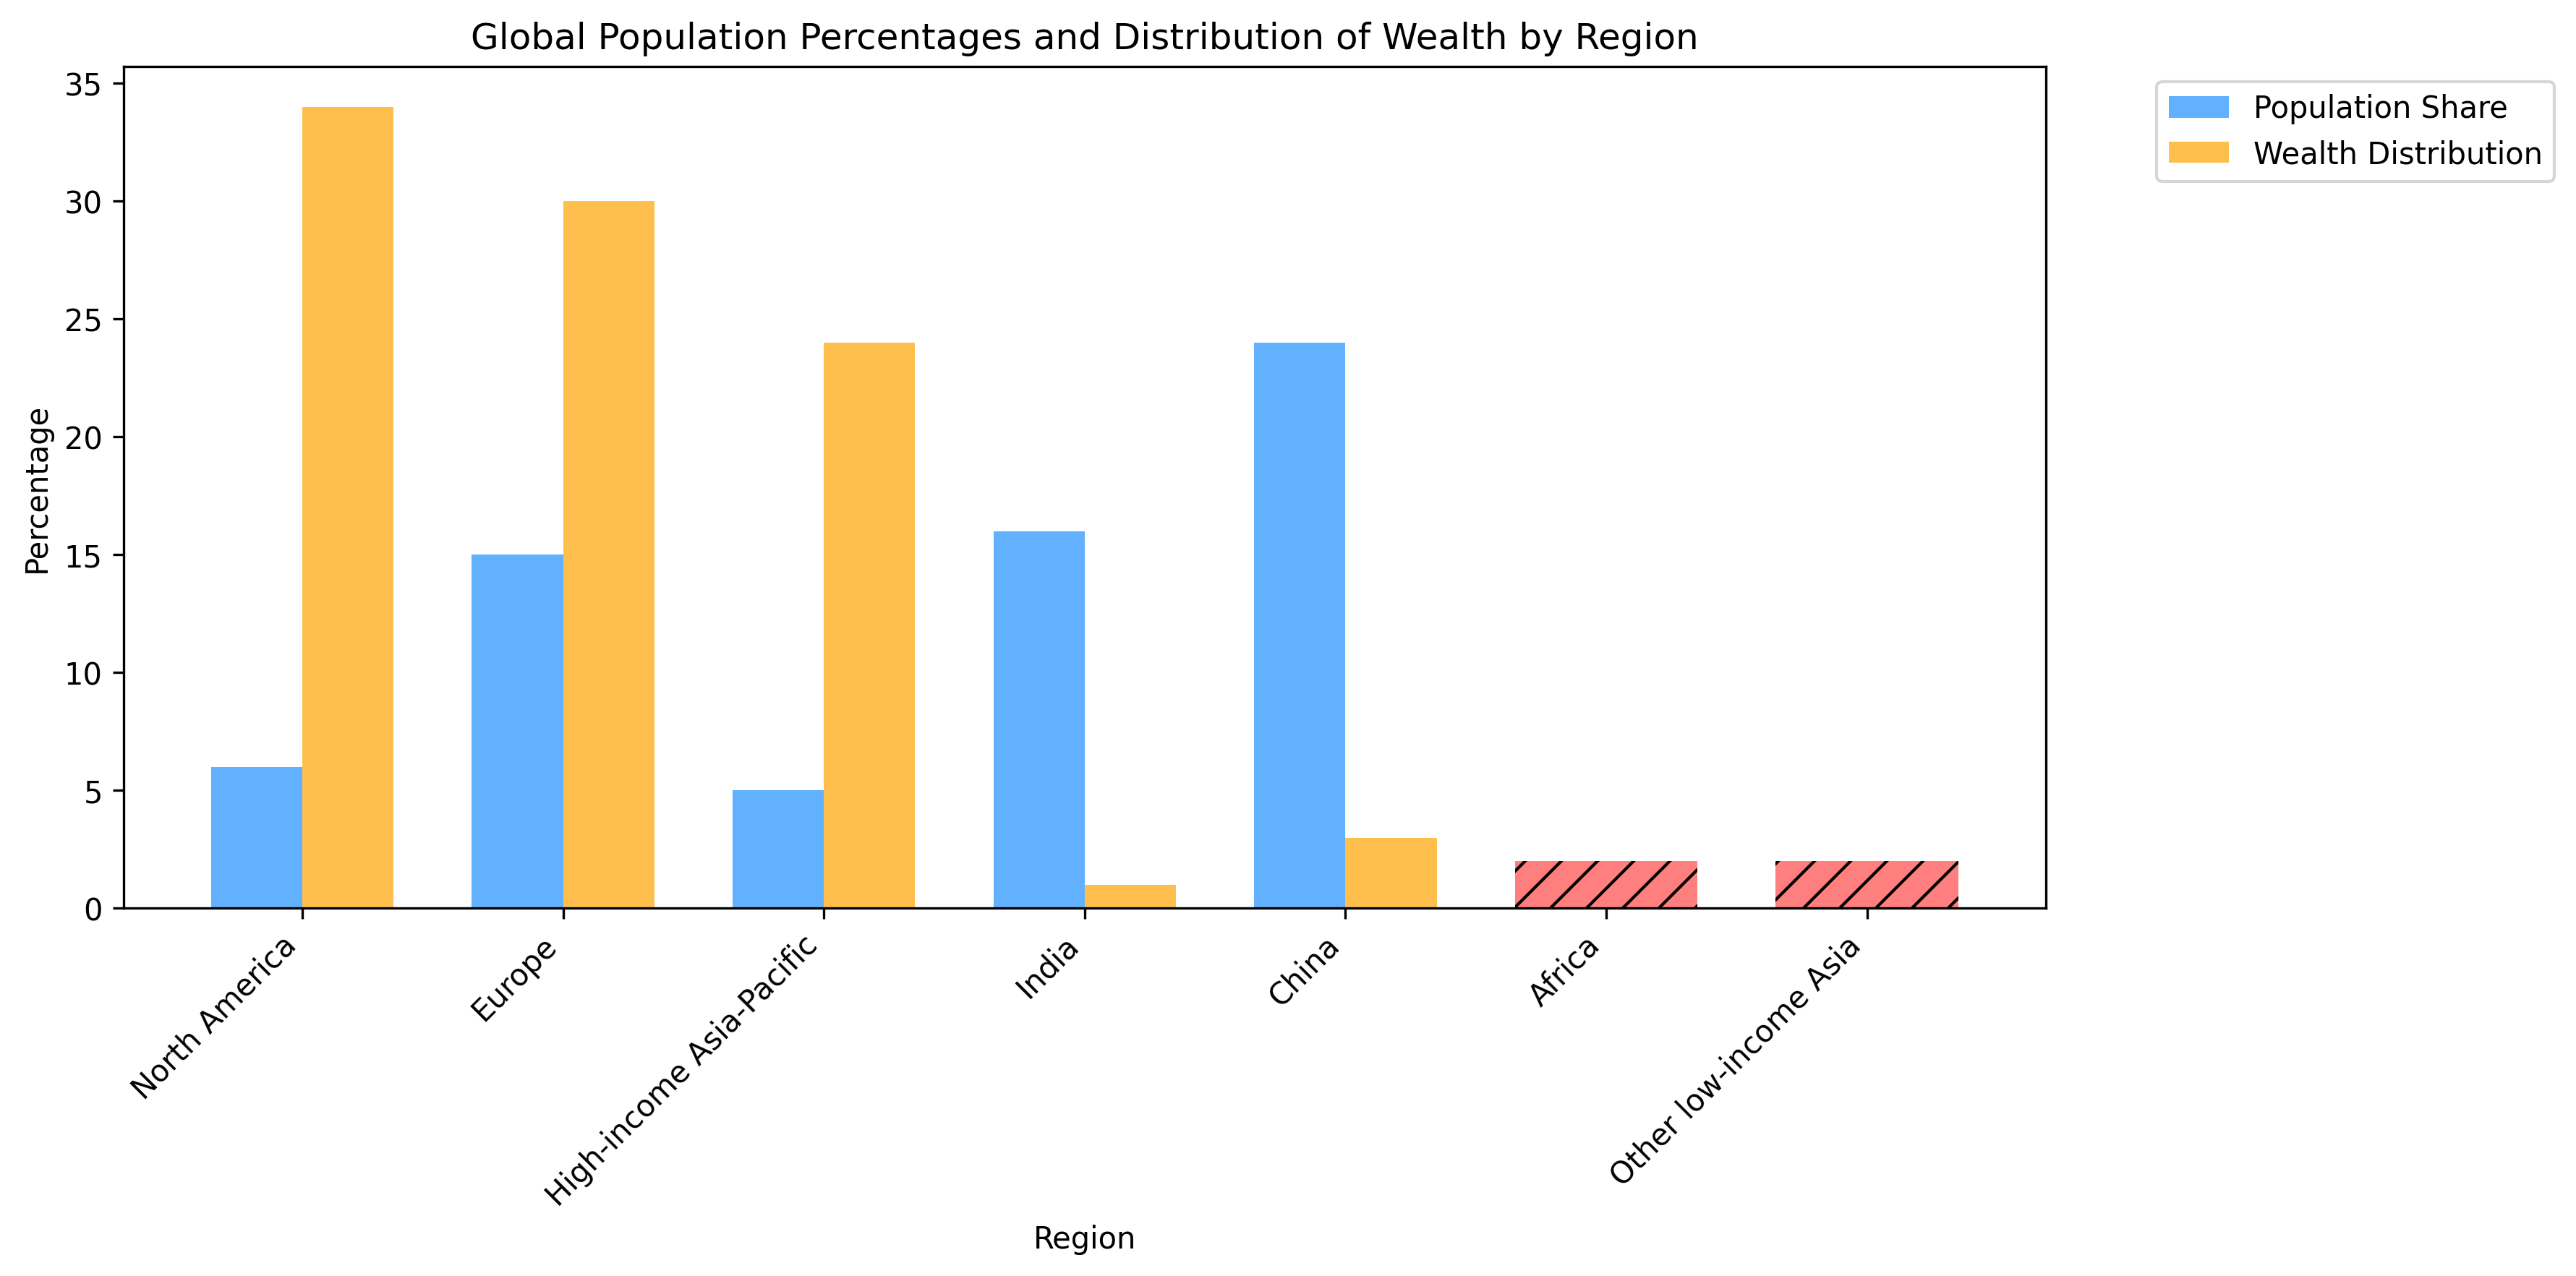 Global Population Percentages and Distribution of Wealth by Region
Population Share
Wealth Distribution
Percentage
35
30
25
20
15
10
5
0
North America
Europe
High-income Asia-Pacific
India
China
Africa
Other low-income Asia
Region